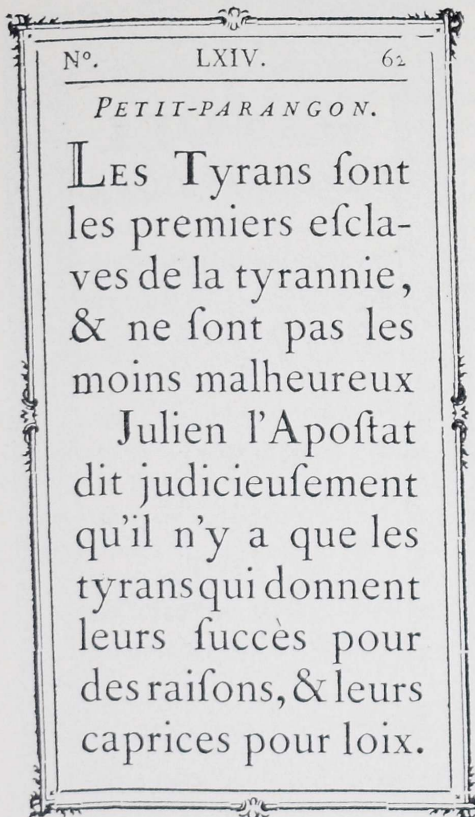 Nº. LXIV. 62
PETIT-PARANGON.
LES Tyrans ſont
les premiers eſcla-
ves de la tyrannie,
& ne ſont pas les
moins malheureux
Julien l'Apoſtat
dit judicieuſement
qu'il n'y a que les
tyrans qui donnent
leurs ſuccès pour
des raiſons, & leurs
caprices pour loix.